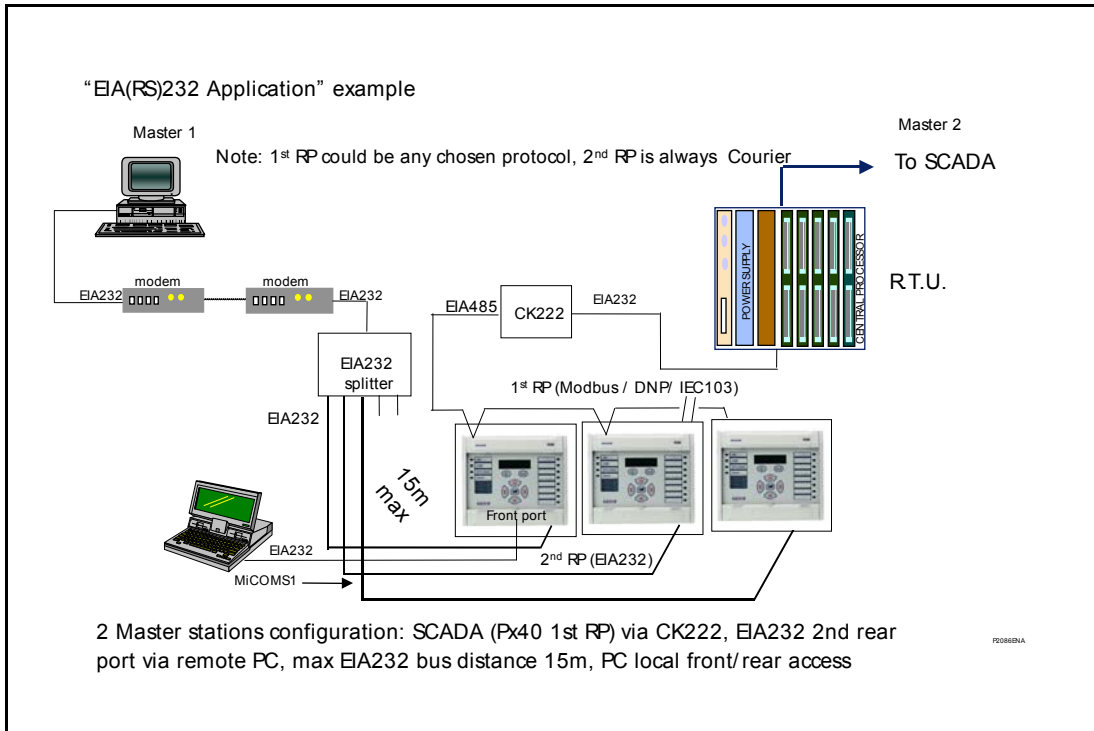 “EIA(RS)232 Application” example
Master 1
Master 2
Note: 1st RP could be any chosen protocol, 2nd RP is always Courier
To SCADA
POWER SUPPLY
CENTRAL PROCESSOR
R.T.U.
modem
modem
EIA232
EIA232
EIA485
CK222
EIA232
EIA232
splitter
1st RP (Modbus / DNP/ IEC103)
EIA232
15m
max
Front port
EIA232
2nd RP (EIA232)
MiCOMS1
2 Master stations configuration: SCADA (Px40 1st RP) via CK222, EIA232 2nd rear
port via remote PC, max EIA232 bus distance 15m, PC local front/rear access
P2086ENA